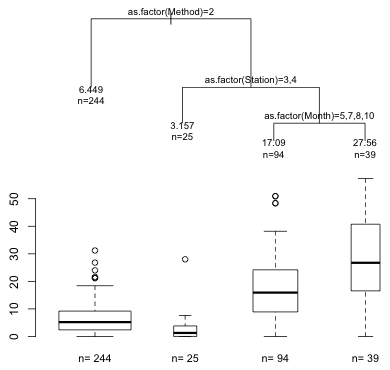 as.factor(Method)=2
as.factor(Station)=3,4
as.factor(Month)=5,7,8,10
6.449
n=244
3.157
n=25
17.09
n=94
27.56
n=39
50
40
30
20
10
0
n= 244
n= 25
n= 94
n= 39